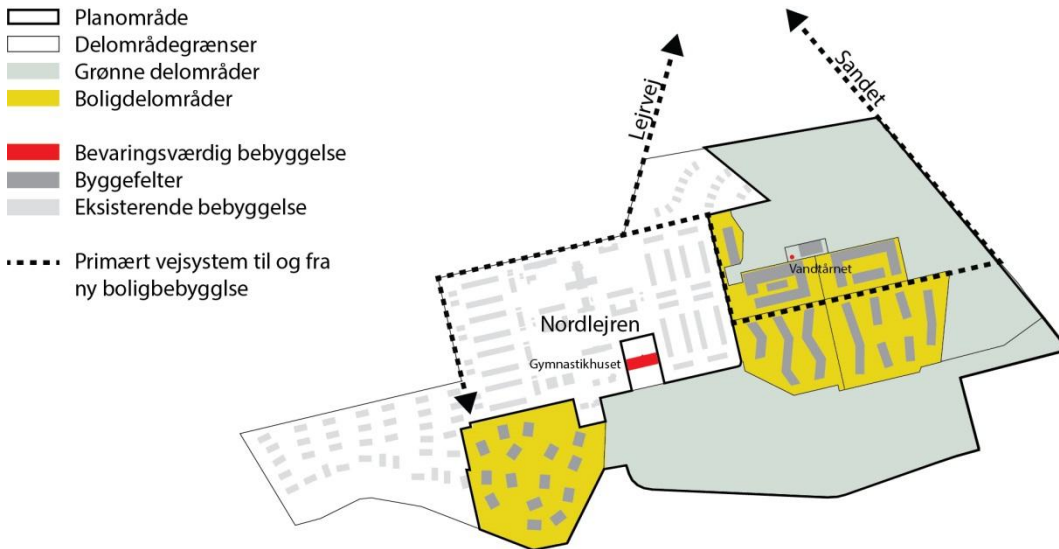 Planområde
Delområdegrænser
Grønne delområder
Boligdelområder
Bevaringsværdig bebyggelse
Byggefelter
Eksisterende bebyggelse
Primært vejsystem til og fra
ny boligbebygglse
Lejrvej
Sandet
Vandtårnet
Nordlejren
Gymnastikhuset